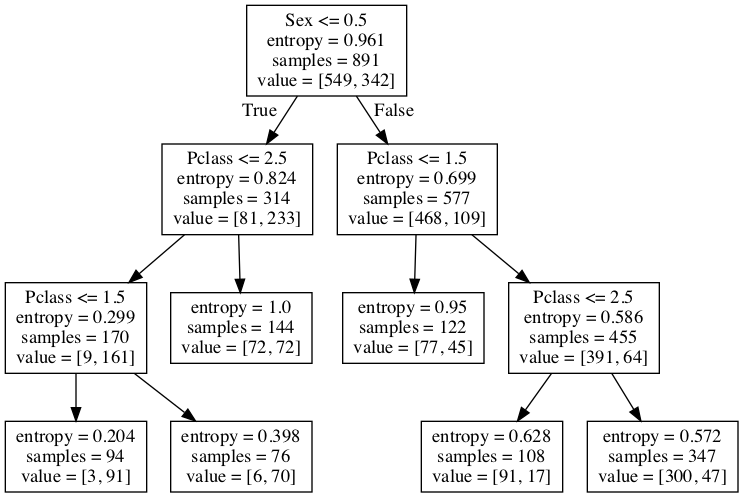 Sex <= 0.5
entropy = 0.961
samples = 891
value = [549, 342]
True
False
Pclass <= 2.5
entropy = 0.824
samples = 314
value = [81, 233]
Pclass <= 1.5
entropy = 0.699
samples = 577
value = [468, 109]
Pclass <= 1.5
entropy = 0.299
samples = 170
value = [9, 161]
entropy = 1.0
samples = 144
value = [72, 72]
entropy = 0.95
samples = 122
value = [77, 45]
Pclass <= 2.5
entropy = 0.586
samples = 455
value = [391, 64]
entropy = 0.204
samples = 94
value = [3, 91]
entropy = 0.398
samples = 76
value = [6, 70]
entropy = 0.628
samples = 108
value = [91, 17]
entropy = 0.572
samples = 347
value = [300, 47]